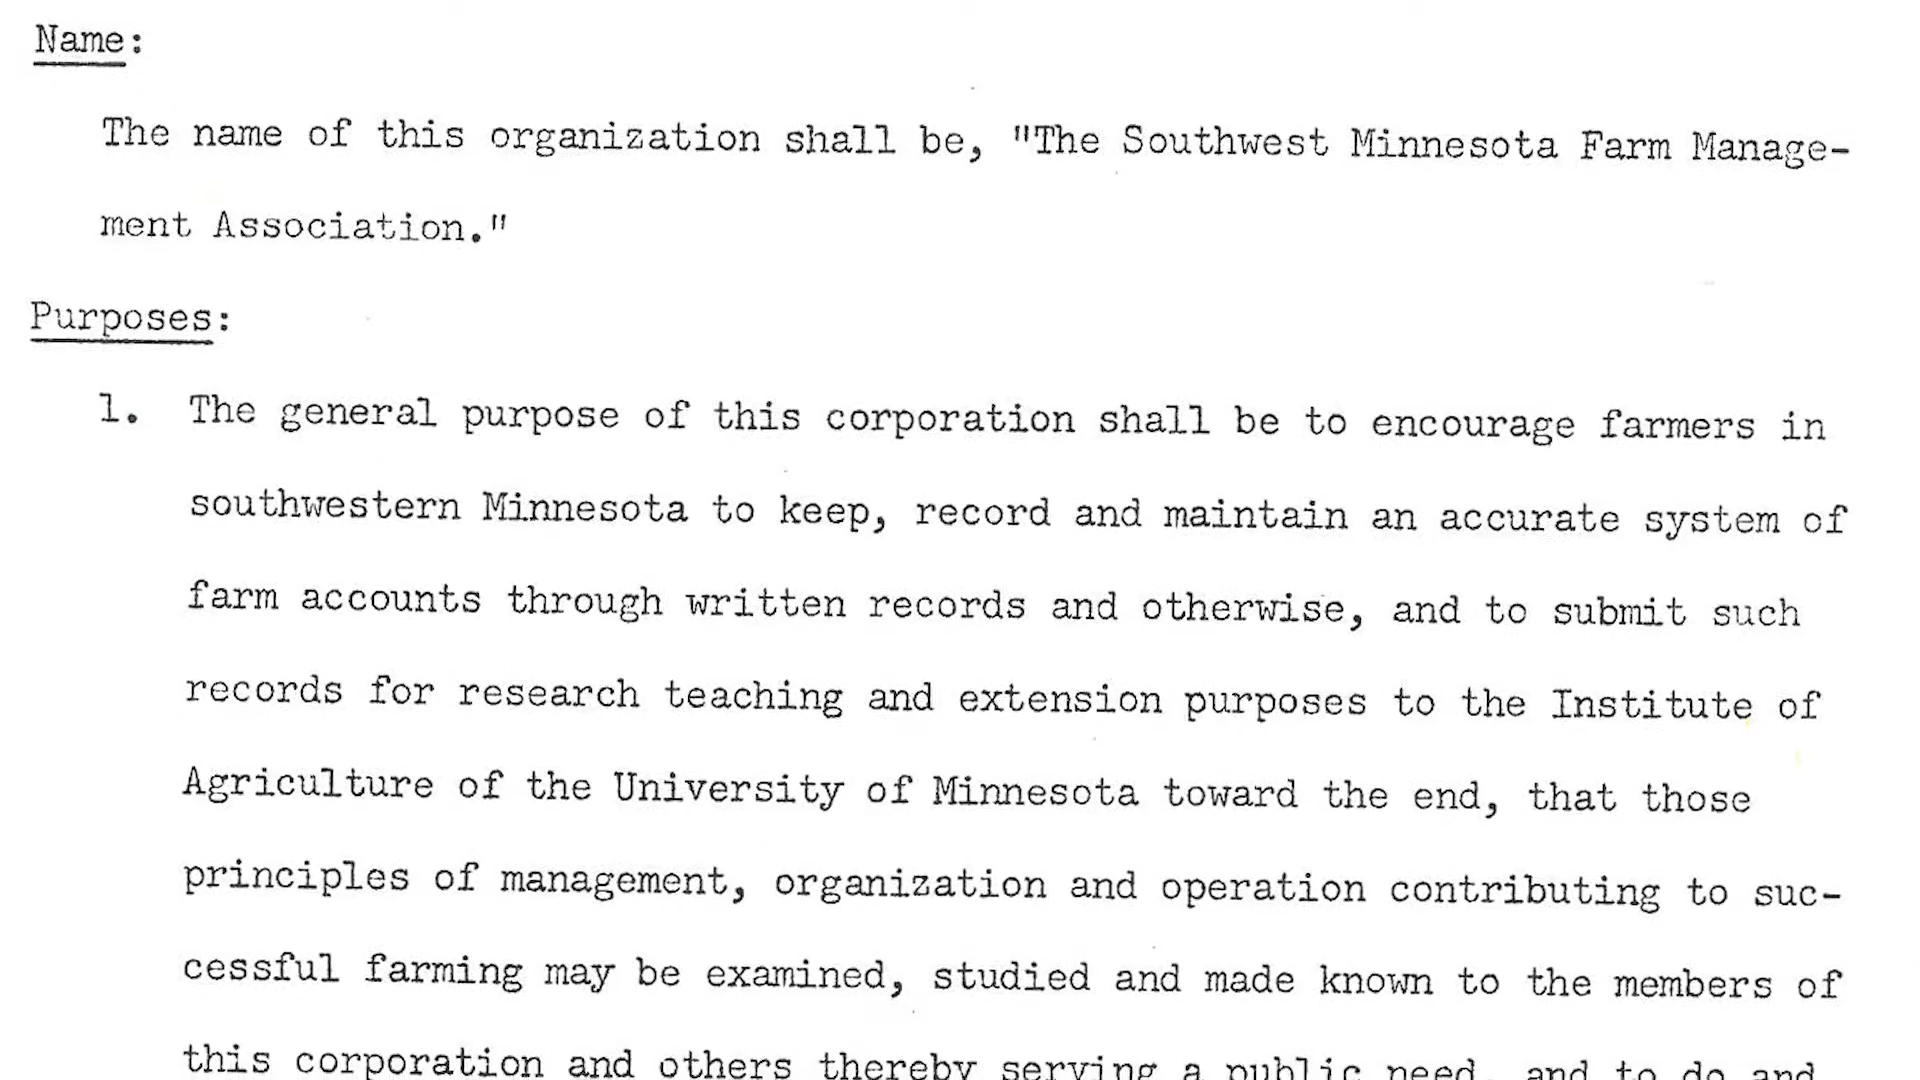 Name:
The name of this organization shall be, "The Southwest Minnesota Farm Manage-
ment Association."
Purposes:
1. The general purpose of this corporation shall be to encourage farmers in
southwestern Minnesota to keep, record and maintain an accurate system of
farm accounts through written records and otherwise, and to submit such
records for research teaching and extension purposes to the Institute of
Agriculture of the University of Minnesota toward the end, that those
principles of management, organization and operation contributing to suc-
cessful farming may be examined, studied and made known to the members of
this corporation and others thereby serving a public need, and to do and